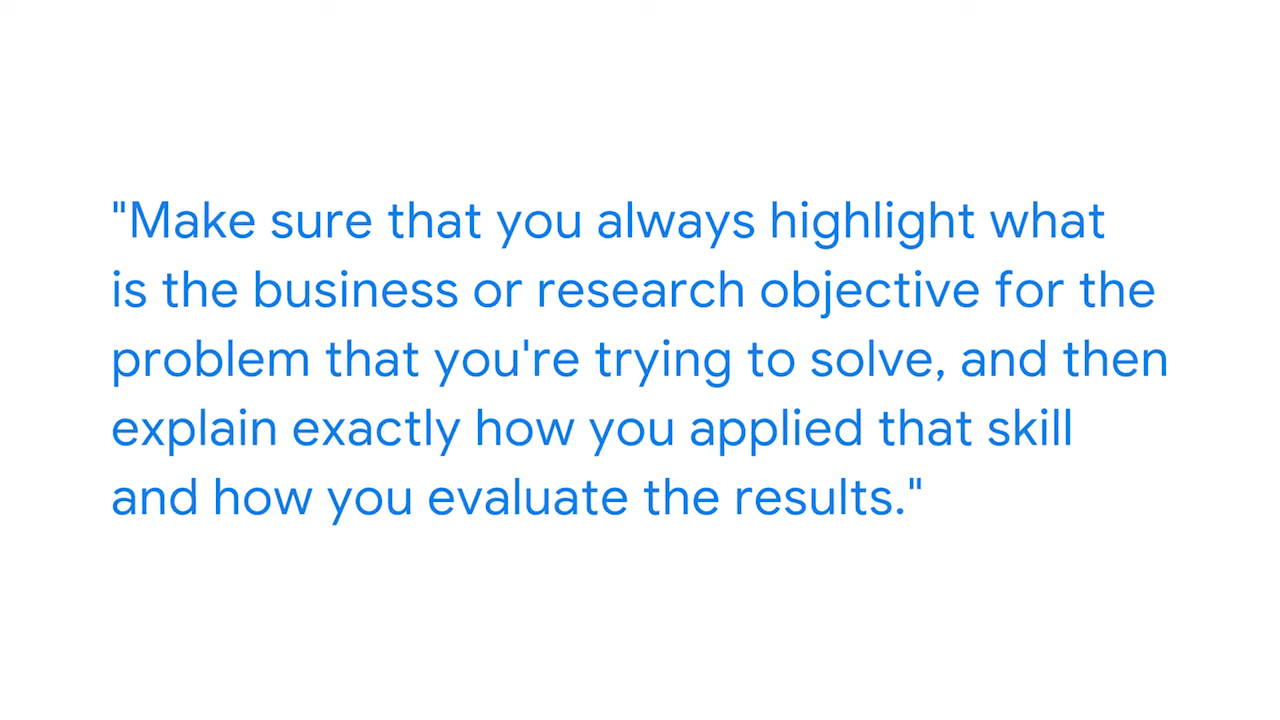 "Make sure that you always highlight what
is the business or research objective for the
problem that you're trying to solve, and then
explain exactly how you applied that skill
and how you evaluate the results."